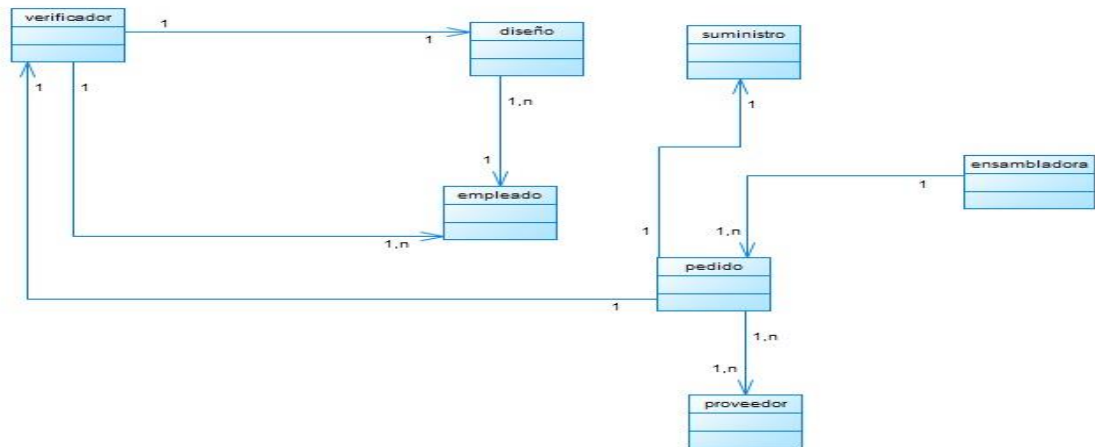 verificador
1
1
diseño
suministro
1
1
1,n
1
1
empleado
1,n
ensambladora
1
1
1,n
pedido
1
1,n
1,n
proveedor